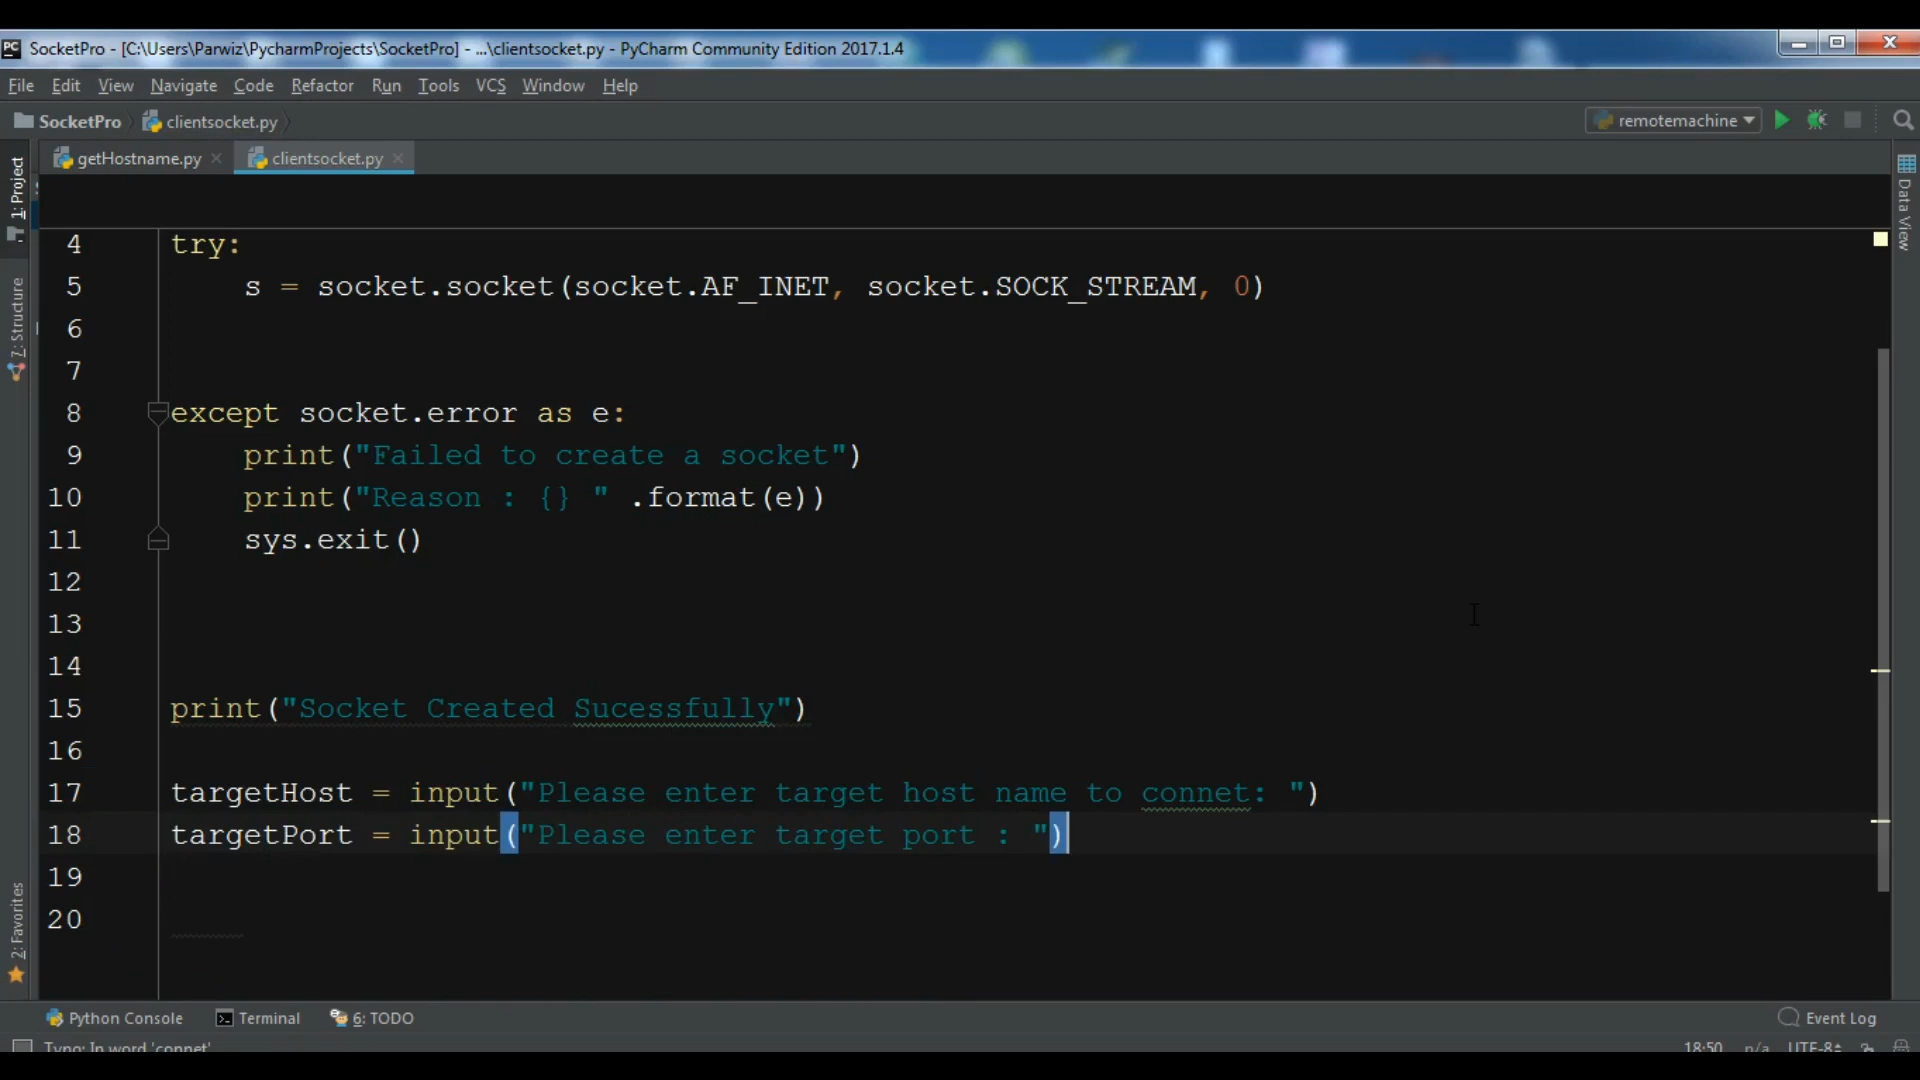 PC SocketPro - [C:\Users\Parwiz\PycharmProjects\SocketPro] - ...\clientsocket.py - PyCharm Community Edition 2017.1.4
File Edit View Navigate Code Refactor Run Tools VCS Window Help
SocketPro clientsocket.py remotemachine
getHostname.py clientsocket.py
1: Project
7: Structure
2: Favorites
Data View
4 try:
5 s = socket.socket(socket.AF_INET, socket.SOCK_STREAM, 0)
6
7
8 except socket.error as e:
9 print("Failed to create a socket")
10 print("Reason : {} " .format(e))
11 sys.exit()
12
13
14
15 print("Socket Created Sucessfully")
16
17 targetHost = input("Please enter target host name to connet: ")
18 targetPort = input("Please enter target port : ")
19
20
Python Console Terminal 6: TODO Event Log
Typo: In word 'connet' 18:50 n/a UTF-8